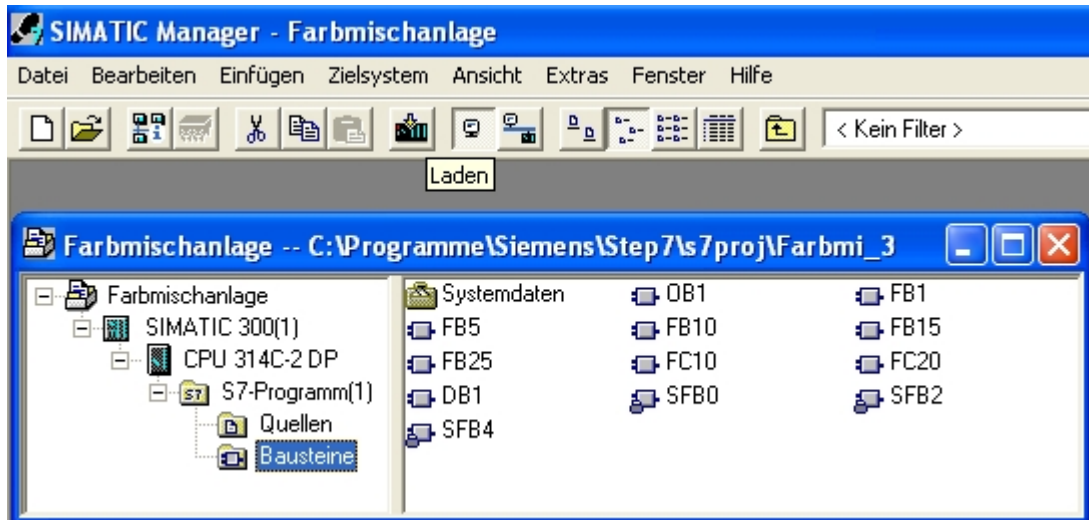 SIMATIC Manager - Farbmischanlage
Datei Bearbeiten Einfügen Zielsystem Ansicht Extras Fenster Hilfe
< Kein Filter >
Laden
Farbmischanlage -- C:\Programme\Siemens\Step7\s7proj\Farbmi_3
Farbmischanlage
SIMATIC 300(1)
CPU 314C-2 DP
S7-Programm(1)
Quellen
Bausteine
Systemdaten OB1 FB1
FB5 FB10 FB15
FB25 FC10 FC20
DB1 SFB0 SFB2
SFB4